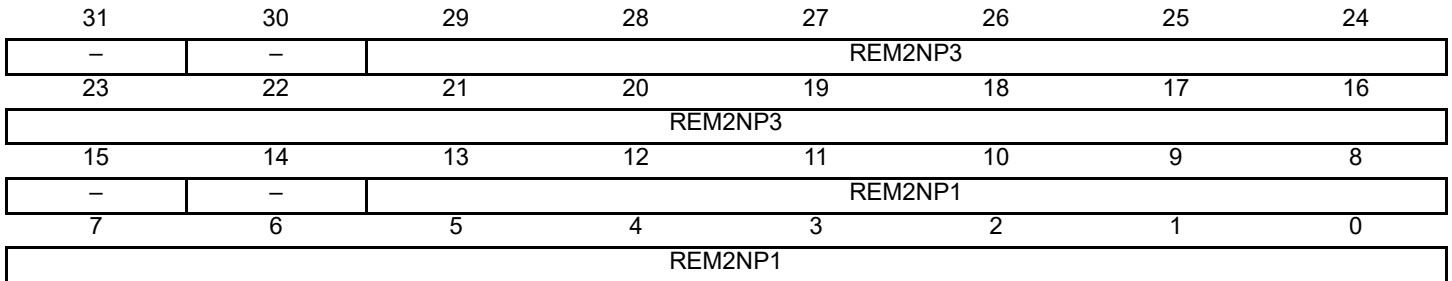 31 30 29 28 27 26 25 24
– – REM2NP3
23 22 21 20 19 18 17 16
REM2NP3
15 14 13 12 11 10 9 8
– – REM2NP1
7 6 5 4 3 2 1 0
REM2NP1